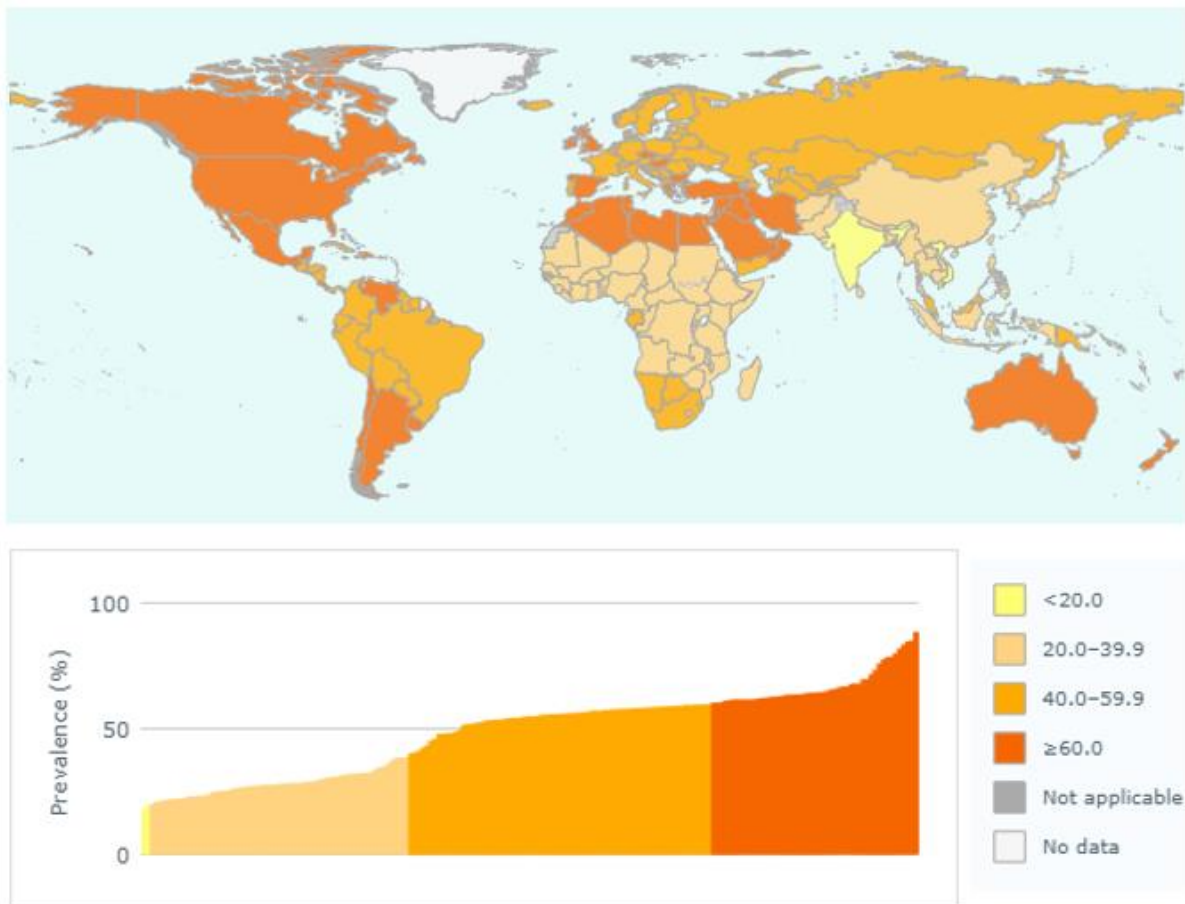 100
50
0
Prevalence (%)
<20.0
20.0–39.9
40.0–59.9
≥60.0
Not applicable
No data